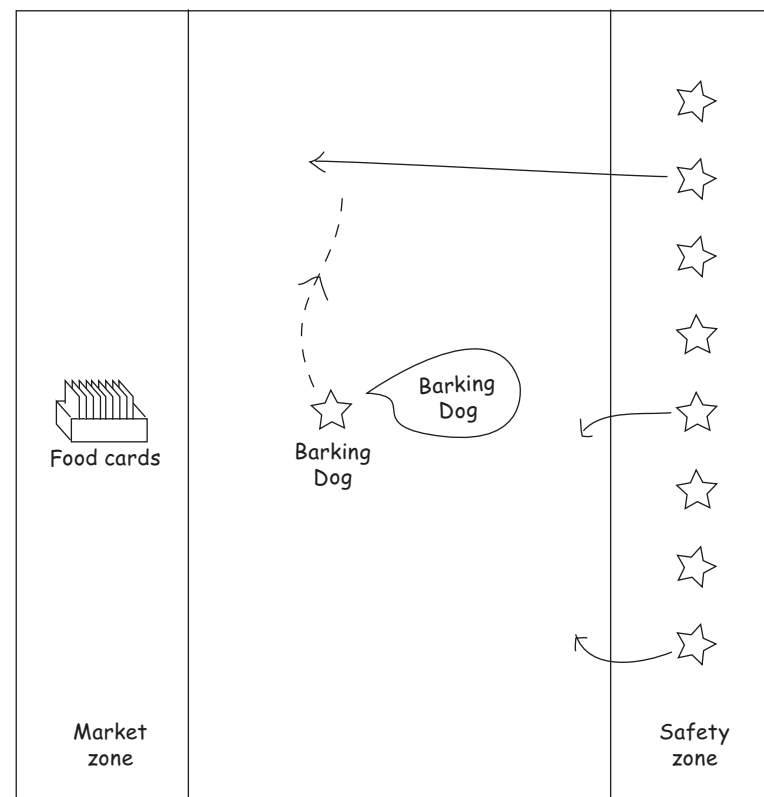 Barking
Dog
Food cards
Barking
Dog
Market
zone
Safety
zone